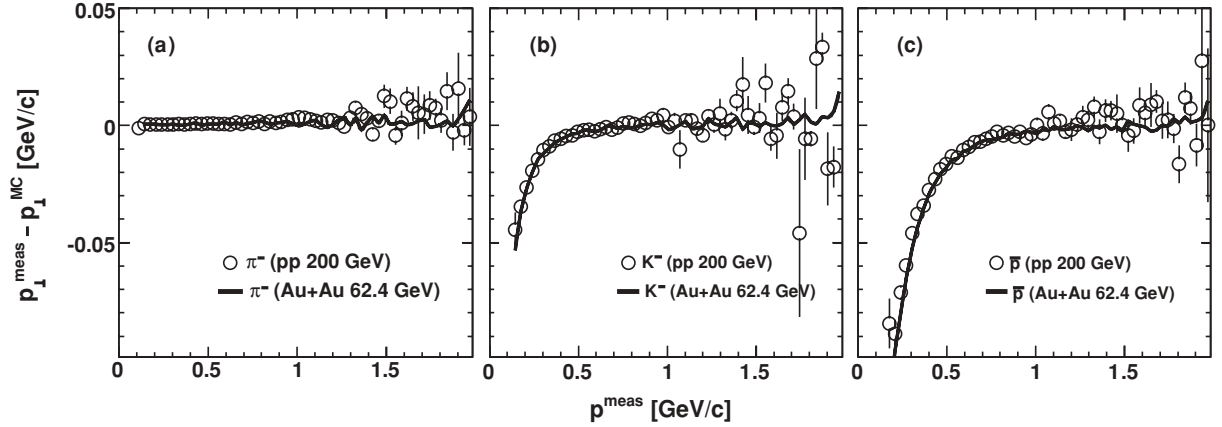 0.05
0
-0.05
p⊥^meas − p⊥^MC [GeV/c]
(a)
π⁻ (pp 200 GeV)
π⁻ (Au+Au 62.4 GeV)
0 0.5 1 1.5
(b)
K⁻ (pp 200 GeV)
K⁻ (Au+Au 62.4 GeV)
0 0.5 1 1.5
(c)
p̅ (pp 200 GeV)
p̅ (Au+Au 62.4 GeV)
0 0.5 1 1.5
p^meas [GeV/c]